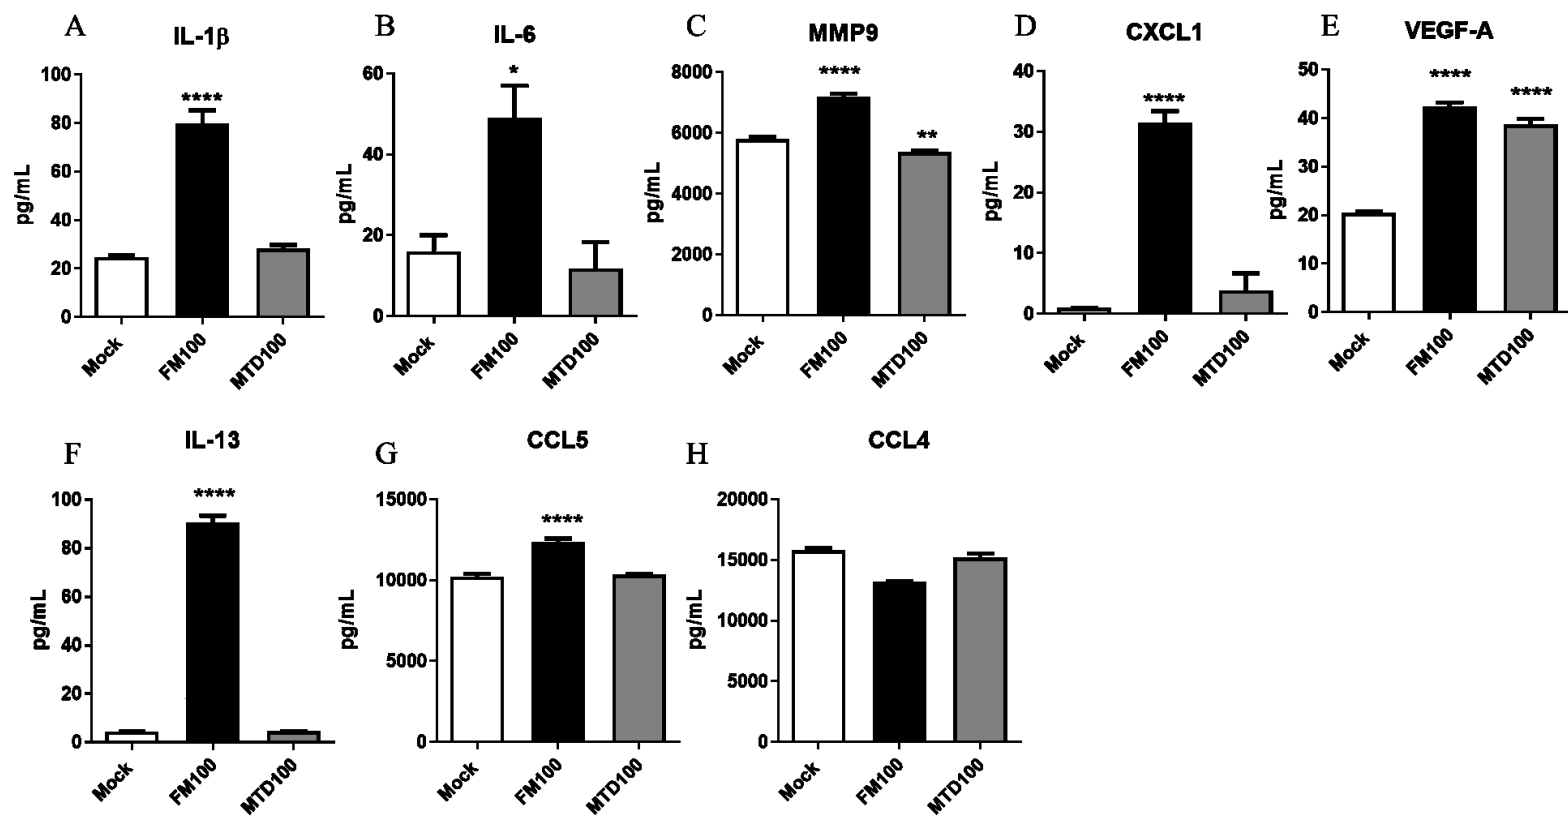 A
IL-1β
pg/mL
100
80
60
40
20
0
****
Mock
FM100
MTD100
B
IL-6
pg/mL
60
40
20
0
*
Mock
FM100
MTD100
C
MMP9
pg/mL
8000
6000
4000
2000
0
****
**
Mock
FM100
MTD100
D
CXCL1
pg/mL
40
30
20
10
0
****
Mock
FM100
MTD100
E
VEGF-A
pg/mL
50
40
30
20
10
0
****
****
Mock
FM100
MTD100
F
IL-13
pg/mL
100
80
60
40
20
0
****
Mock
FM100
MTD100
G
CCL5
pg/mL
15000
10000
5000
0
****
Mock
FM100
MTD100
H
CCL4
pg/mL
20000
15000
10000
5000
0
Mock
FM100
MTD100